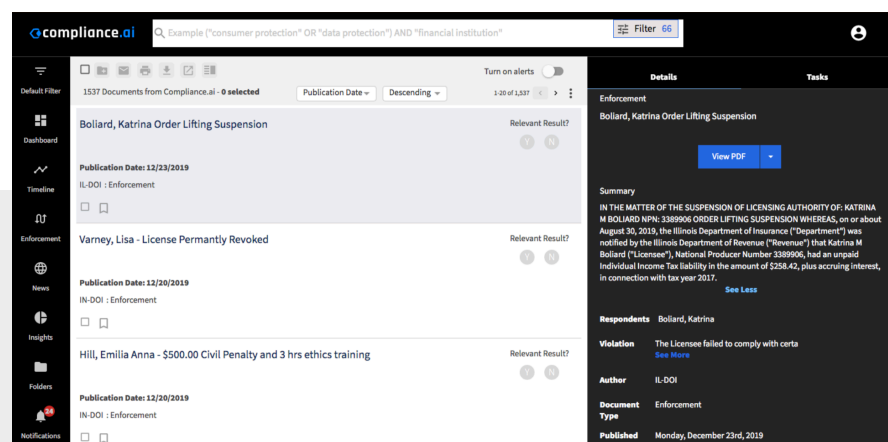 compliance.ai
Example ("consumer protection" OR "data protection") AND "financial institution"
Filter 66
Default Filter
Dashboard
Timeline
Enforcement
News
Insights
Folders
24
Notifications
Turn on alerts
1537 Documents from Compliance.ai - 0 selected
Publication Date
Descending
1-20 of 1,537
Boliard, Katrina Order Lifting Suspension
Relevant Result?
Y N
Publication Date: 12/23/2019
IL-DOI : Enforcement
Varney, Lisa - License Permantly Revoked
Relevant Result?
Y N
Publication Date: 12/20/2019
IN-DOI : Enforcement
Hill, Emilia Anna - $500.00 Civil Penalty and 3 hrs ethics training
Relevant Result?
Y N
Publication Date: 12/20/2019
IN-DOI : Enforcement
Details Tasks
Enforcement
Boliard, Katrina Order Lifting Suspension
View PDF
Summary
IN THE MATTER OF THE SUSPENSION OF LICENSING AUTHORITY OF: KATRINA
M BOLIARD NPN: 3389906 ORDER LIFTING SUSPENSION WHEREAS, on or about
August 30, 2019, the Illinois Department of Insurance ("Department") was
notified by the Illinois Department of Revenue ("Revenue") that Katrina M
Boliard ("Licensee"), National Producer Number 3389906, had an unpaid
Individual Income Tax liability in the amount of $258.42, plus accruing interest,
in connection with tax year 2017.
See Less
Respondents Boliard, Katrina
Violation The Licensee failed to comply with certa
See More
Author IL-DOI
Document Enforcement
Type
Published Monday, December 23rd, 2019